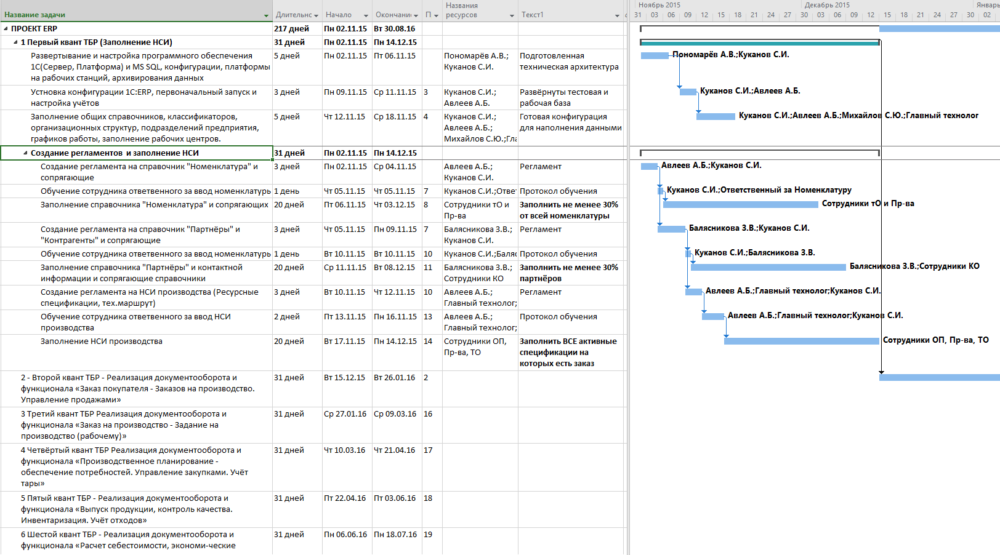 Название задачи Длительнс Начало Окончани П Названия ресурсов Текст1
Ноябрь 2015 Декабрь 2015 Январь
31 03 06 09 12 15 18 21 24 27 30 03 06 09 12 15 18 21 24 27 30 02
ПРОЕКТ ERP 217 дней Пн 02.11.15 Вт 30.08.16
1 Первый квант ТБР (Заполнение НСИ) 31 дней Пн 02.11.15 Пн 14.12.15
Развертывание и настройка программного обеспечения 5 дней Пн 02.11.15 Пт 06.11.15 Пономарёв А.В.; Подготовленная Пономарёв А.В.;Куканов С.И.
1С(Сервер, Платформа) и MS SQL, конфигурации, платформы Куканов С.И. техническая архитектура
на рабочих станций, архивирования данных
Устновка конфигурации 1С:ERP, первоначальный запуск и 3 дней Пн 09.11.15 Ср 11.11.15 3 Куканов С.И.; Развёрнуты тестовая и Куканов С.И.;Авлеев А.Б.
настройка учётов Авлеев А.Б. рабочая база
Заполнение общих справочников, классификаторов, 5 дней Чт 12.11.15 Ср 18.11.15 4 Куканов С.И.; Готовая конфигурация Куканов С.И.;Авлеев А.Б.;Михайлов С.Ю.;Главный технолог
организационных структур, подразделений предприятия, Авлеев А.Б.; для наполнения данными
графиков работы, заполнение рабочих центров. Михайлов С.Ю.;Гла
Создание регламентов и заполнение НСИ 31 дней Пн 02.11.15 Пн 14.12.15
Создание регламента на справочник "Номенклатура" и 3 дней Пн 02.11.15 Ср 04.11.15 Авлеев А.Б.; Регламент Авлеев А.Б.;Куканов С.И.
сопрягающие Куканов С.И.
Обучение сотрудника ответвенного за ввод номенклатурь 1 день Чт 05.11.15 Чт 05.11.15 7 Куканов С.И.;Отве Протокол обучения Куканов С.И.;Ответственный за Номенклатуру
Заполнение справочника "Номенклатура" и сопрягающих 20 дней Пт 06.11.15 Чт 03.12.15 8 Сотрудники тО и Заполнить не менее 30% Сотрудники тО и Пр-ва
Пр-ва от всей номенклатуры
Создание регламента на справочник "Партнёры" и 3 дней Чт 05.11.15 Пн 09.11.15 7 Балясникова З.В.; Регламент Балясникова З.В.;Куканов С.И.
"Контрагенты" и сопрягающие Куканов С.И.
Обучение сотрудника ответвенного за ввод номенклатурь 1 день Вт 10.11.15 Вт 10.11.15 10 Куканов С.И.;Баляс Протокол обучения Куканов С.И.;Балясникова З.В.
Заполнение справочника "Партнёры" и контактной 20 дней Ср 11.11.15 Вт 08.12.15 11 Балясникова З.В.; Заполнить не менее 30% Балясникова З.В.;Сотрудники КО
информации и сопрягающие справочники Сотрудники КО партнёров
Создание регламента на НСИ производства (Ресурсные 3 дней Вт 10.11.15 Чт 12.11.15 10 Авлеев А.Б.; Регламент Авлеев А.Б.;Главный технолог;Куканов С.И.
спецификации, тех.маршрут) Главный технолог;
Обучение сотрудника ответвенного за ввод НСИ 2 дней Пт 13.11.15 Пн 16.11.15 13 Авлеев А.Б.; Протокол обучения Авлеев А.Б.;Главный технолог;Куканов С.И.
производства Главный технолог;
Заполнение НСИ производства 20 дней Вт 17.11.15 Пн 14.12.15 14 Сотрудники ОП, Заполнить ВСЕ активные Сотрудники ОП, Пр-ва, ТО
Пр-ва, ТО спецификации на
которых есть заказ
2 - Второй квант ТБР - Реализация документооборота и 31 дней Вт 15.12.15 Вт 26.01.16 2
функционала «Заказ покупателя - Заказов на производство.
Управление продажами»
3 Третий квант ТБР Реализация документооборота и 31 дней Ср 27.01.16 Ср 09.03.16 16
функционала «Заказ на производство - Задание на
производство (рабочему)»
4 Четвёртый квант ТБР Реализация документооборота и 31 дней Чт 10.03.16 Чт 21.04.16 17
функционала «Производственное планирование -
обеспечение потребностей. Управление закупками. Учёт
тары»
5 Пятый квант ТБР - Реализация документооборота и 31 дней Пт 22.04.16 Пт 03.06.16 18
функционала «Выпуск продукции, контроль качества.
Инвентаризация. Учёт отходов»
6 Шестой квант ТБР - Реализация документооборота и 31 дней Пн 06.06.16 Пн 18.07.16 19
функционала «Расчет себестоимости, экономи-ческие